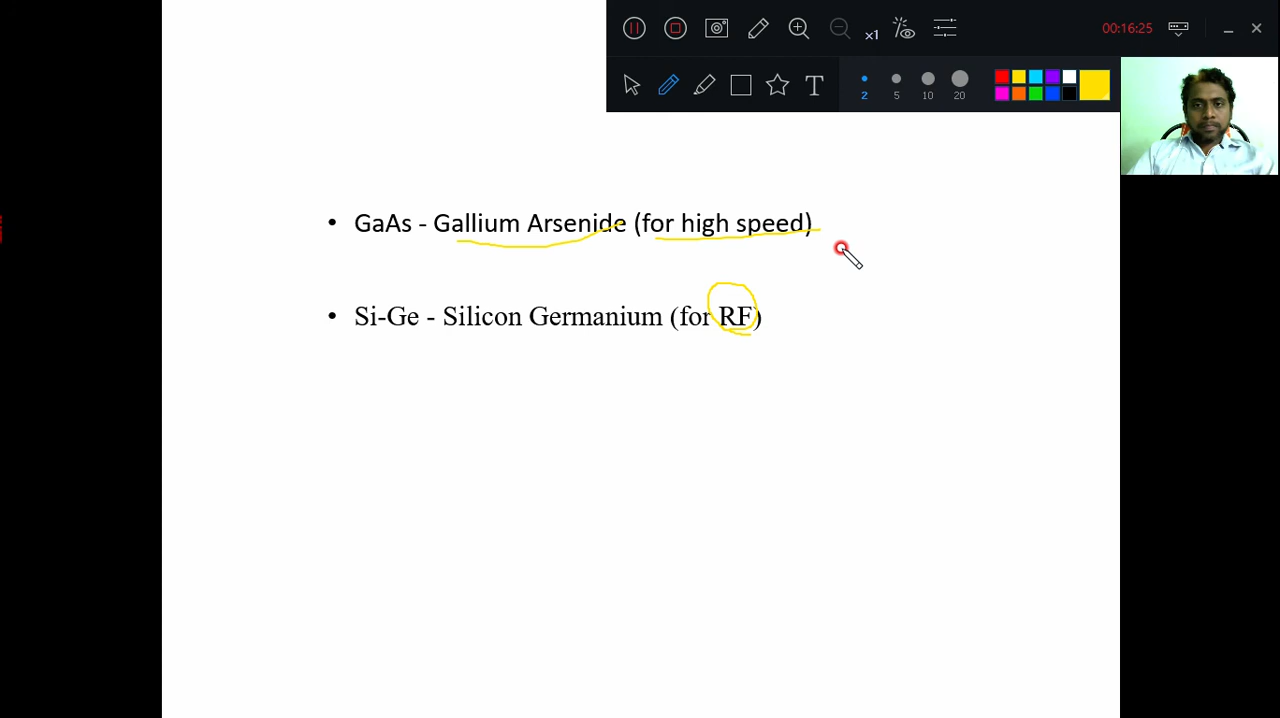 x1
00:16:25
T
2
5
10
20
• GaAs - Gallium Arsenide (for high speed)
• Si-Ge - Silicon Germanium (for RF)